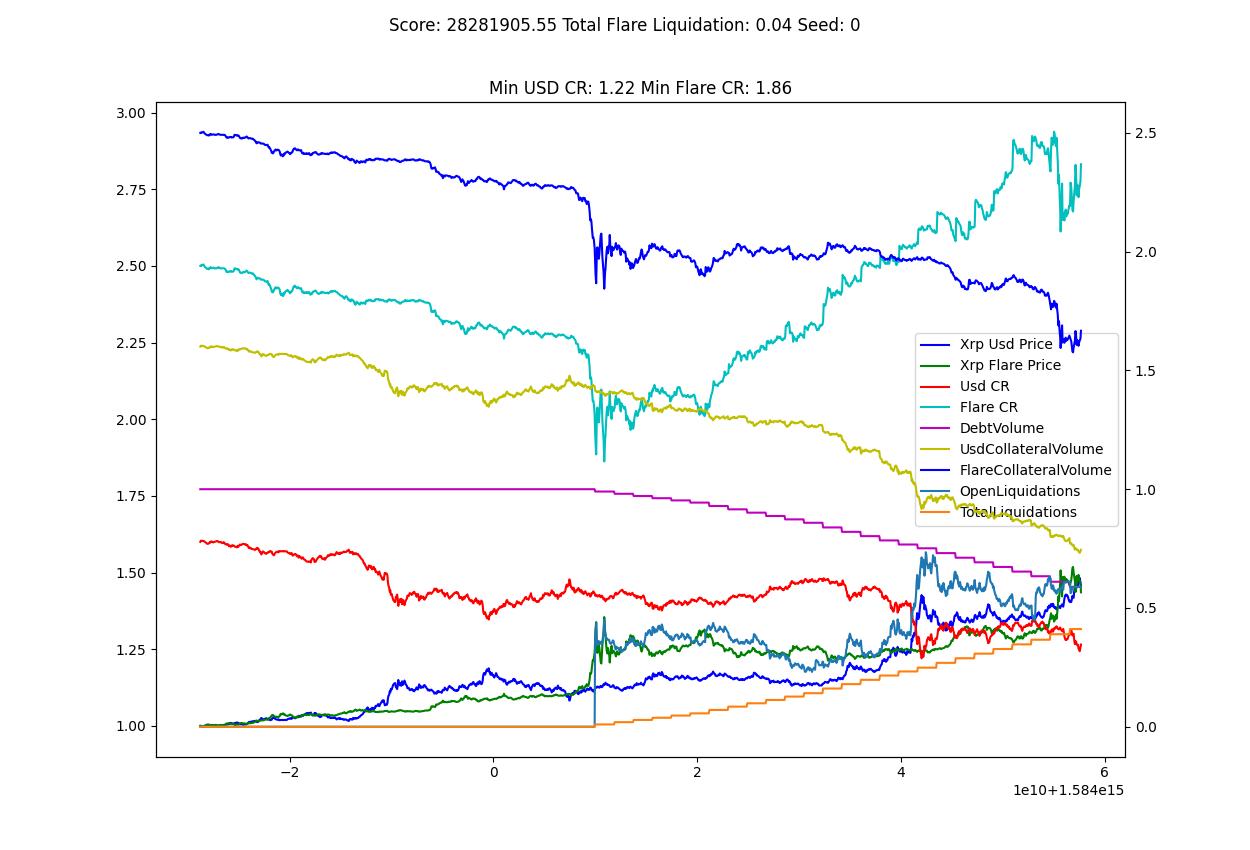 Score: 28281905.55 Total Flare Liquidation: 0.04 Seed: 0
Min USD CR: 1.22 Min Flare CR: 1.86
3.00
2.75
2.50
2.25
2.00
1.75
1.50
1.25
1.00
2.5
2.0
1.5
1.0
0.5
0.0
Xrp Usd Price
Xrp Flare Price
Usd CR
Flare CR
DebtVolume
UsdCollateralVolume
FlareCollateralVolume
OpenLiquidations
TotalLiquidations
−2 0 2 4 6
1e10+1.584e15